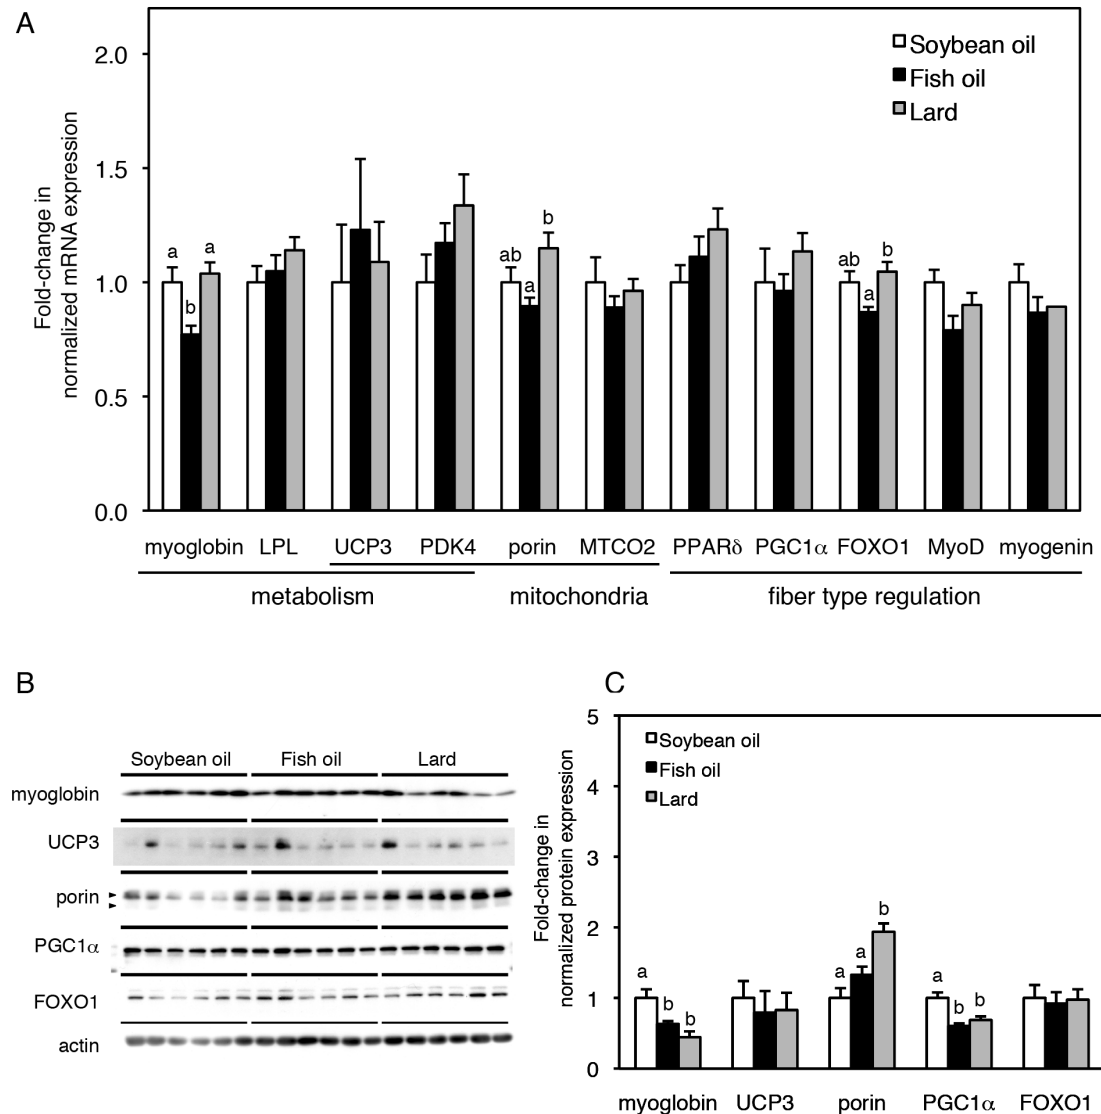 A
2.0
1.5
1.0
0.5
0.0
Fold-change in
normalized mRNA expression
Soybean oil
Fish oil
Lard
a
b
a
ab
a
b
ab
a
b
myoglobin LPL UCP3 PDK4 porin MTCO2 PPARδ PGC1α FOXO1 MyoD myogenin
metabolism mitochondria fiber type regulation
B
Soybean oil Fish oil Lard
myoglobin
UCP3
porin
PGC1α
FOXO1
actin
C
5
4
3
2
1
0
Fold-change in
normalized protein expression
Soybean oil
Fish oil
Lard
a
b
b
a
a
b
a
b
b
myoglobin UCP3 porin PGC1α FOXO1